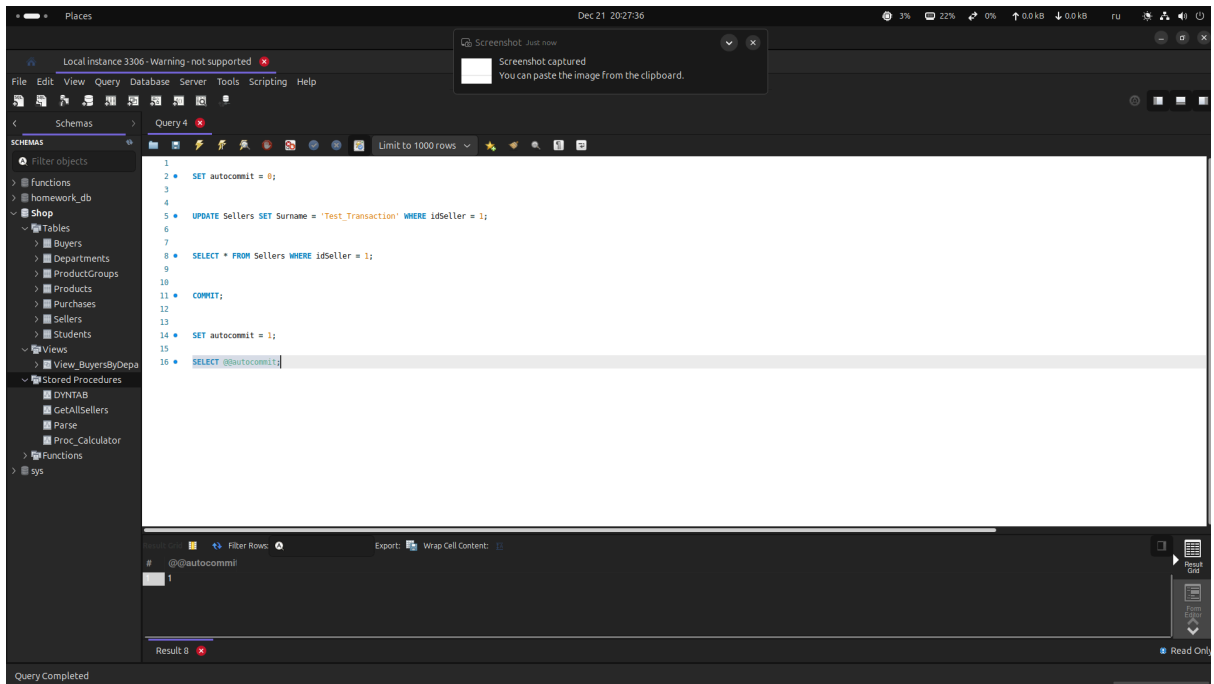 Places
Dec 21 20:27:36
3% 22% 0% 0.0 kB 0.0 kB ru
Screenshot Just now
Screenshot captured
You can paste the image from the clipboard.
Local instance 3306 - Warning - not supported
File Edit View Query Database Server Tools Scripting Help
Schemas
Query 4
SCHEMAS
Limit to 1000 rows
Filter objects
functions
homework_db
Shop
Tables
Buyers
Departments
ProductGroups
Products
Purchases
Sellers
Students
Views
View_BuyersByDepa
Stored Procedures
DYNTAB
GetAllSellers
Parse
Proc_Calculator
Functions
sys
1
2 SET autocommit = 0;
3
4
5 UPDATE Sellers SET Surname = 'Test_Transaction' WHERE idSeller = 1;
6
7
8 SELECT * FROM Sellers WHERE idSeller = 1;
9
10
11 COMMIT;
12
13
14 SET autocommit = 1;
15
16 SELECT @@autocommit;
Result Grid Filter Rows: Export: Wrap Cell Content:
# @@autocommi
1 1
Result Grid
Form Editor
Result 8
Read Only
Query Completed